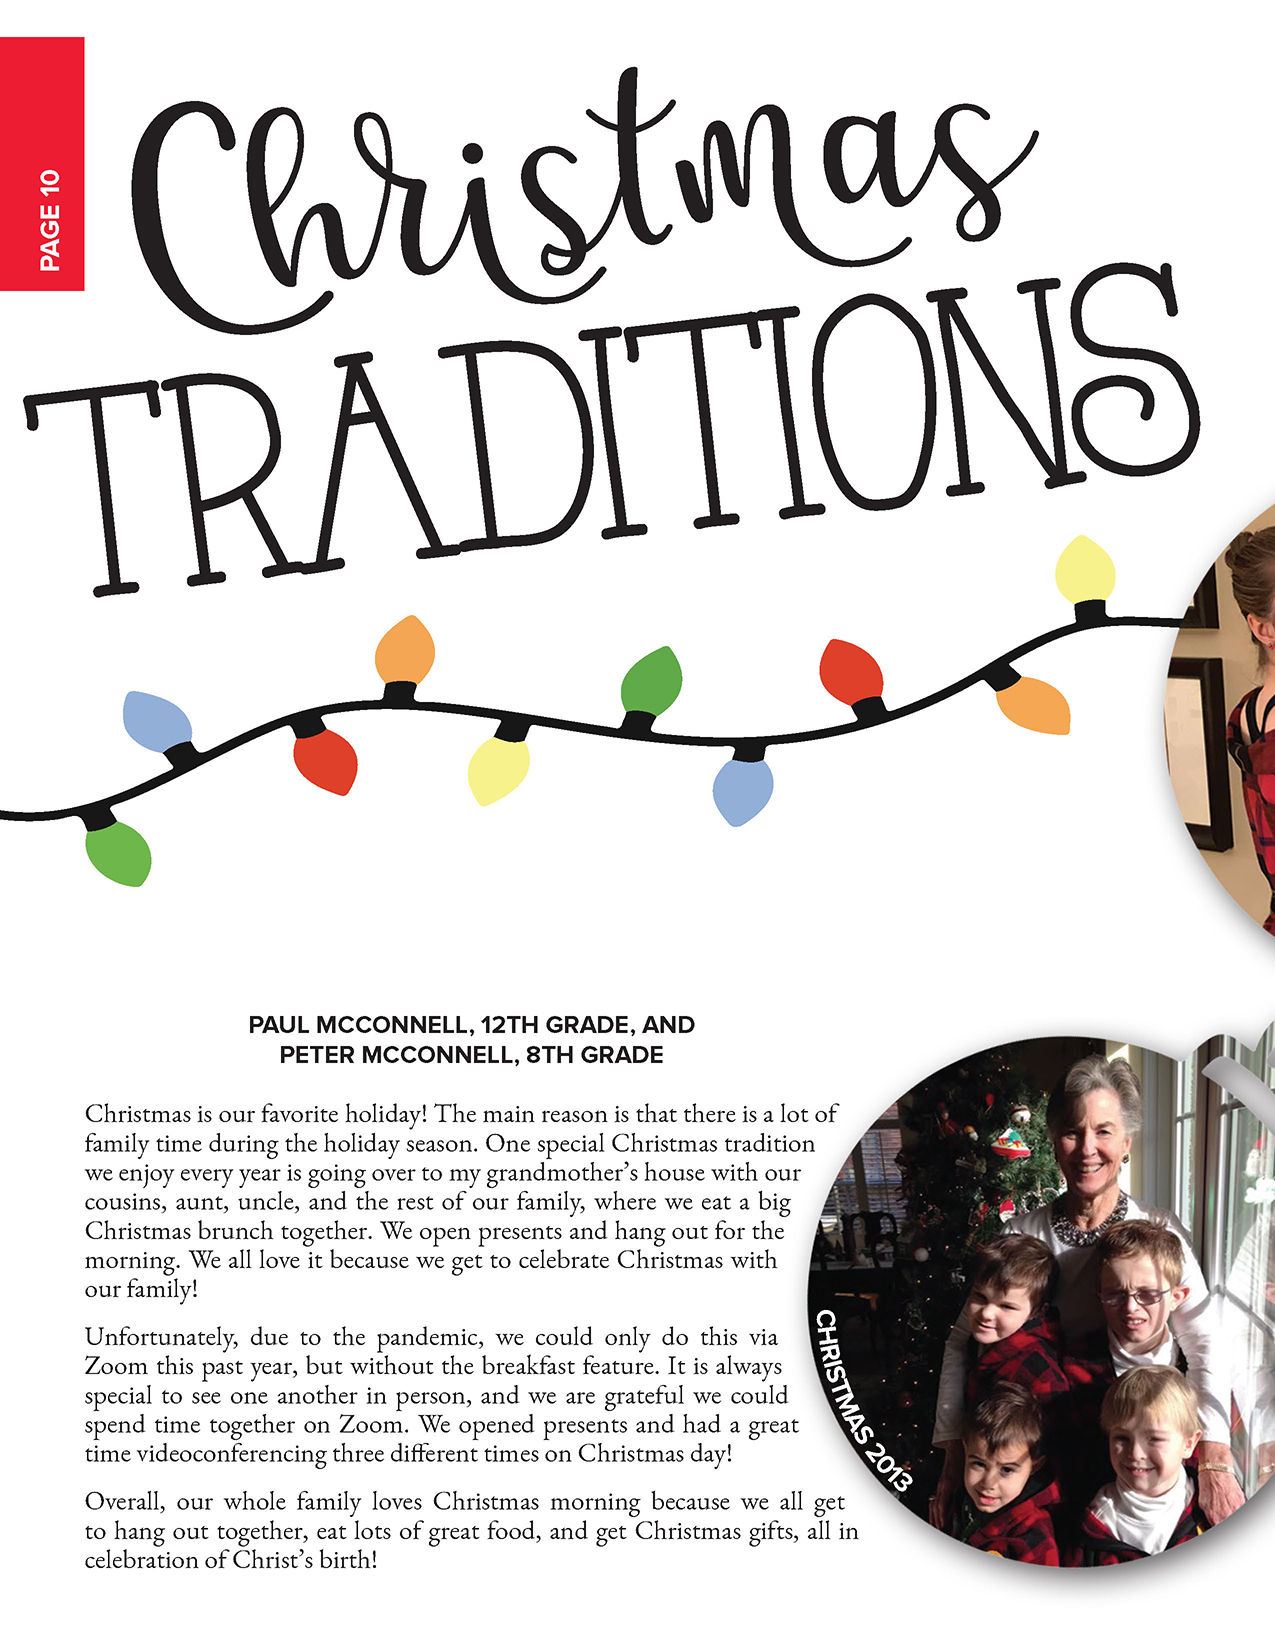 PAGE 10
Christmas
TRADITIONS
PAUL MCCONNELL, 12TH GRADE, AND
PETER MCCONNELL, 8TH GRADE
Christmas is our favorite holiday! The main reason is that there is a lot of
family time during the holiday season. One special Christmas tradition
we enjoy every year is going over to my grandmother’s house with our
cousins, aunt, uncle, and the rest of our family, where we eat a big
Christmas brunch together. We open presents and hang out for the
morning. We all love it because we get to celebrate Christmas with
our family!
Unfortunately, due to the pandemic, we could only do this via
Zoom this past year, but without the breakfast feature. It is always
special to see one another in person, and we are grateful we could
spend time together on Zoom. We opened presents and had a great
time videoconferencing three different times on Christmas day!
Overall, our whole family loves Christmas morning because we all get
to hang out together, eat lots of great food, and get Christmas gifts, all in
celebration of Christ’s birth!
CHRISTMAS 2013